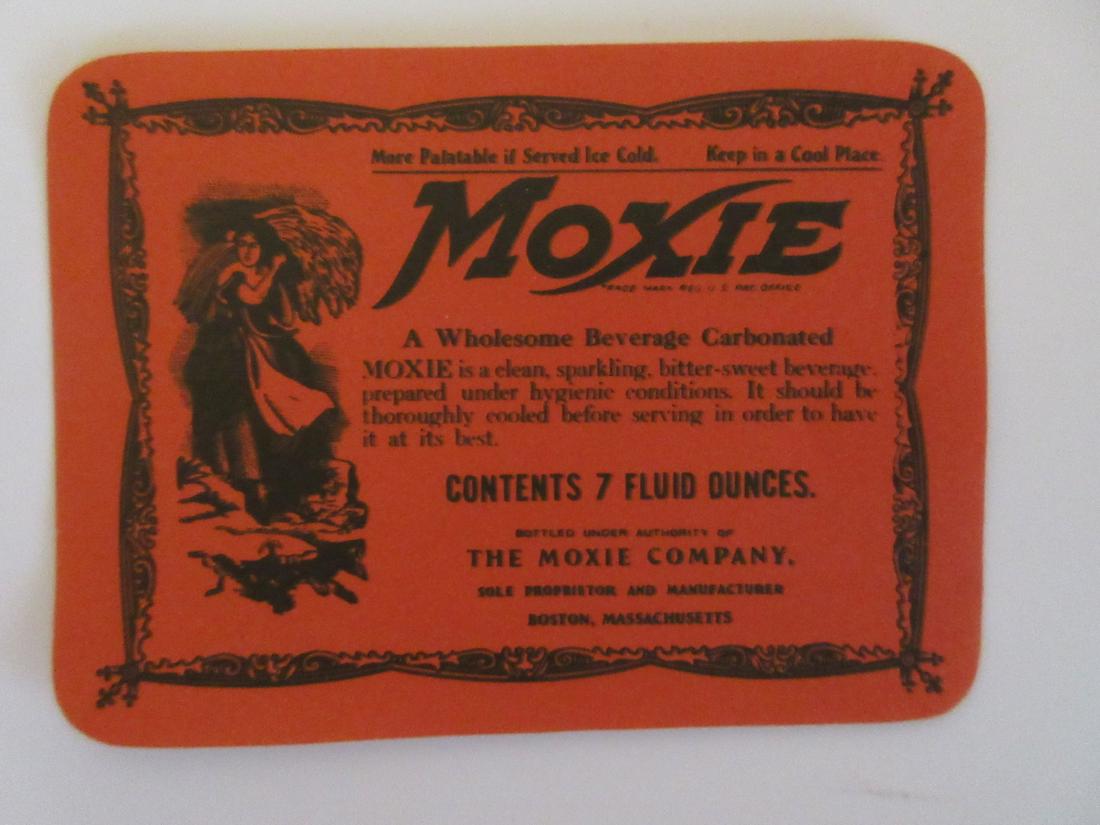 More Palatable if Served Ice Cold. Keep in a Cool Place
MOXIE
TRADE MARK REG. U.S. PAT. OFFICE
A Wholesome Beverage Carbonated
MOXIE is a clean, sparkling, bitter-sweet beverage,
prepared under hygienic conditions. It should be
thoroughly cooled before serving in order to have
it at its best.
CONTENTS 7 FLUID OUNCES.
BOTTLED UNDER AUTHORITY OF
THE MOXIE COMPANY,
SOLE PROPRIETOR AND MANUFACTURER
BOSTON, MASSACHUSETTS